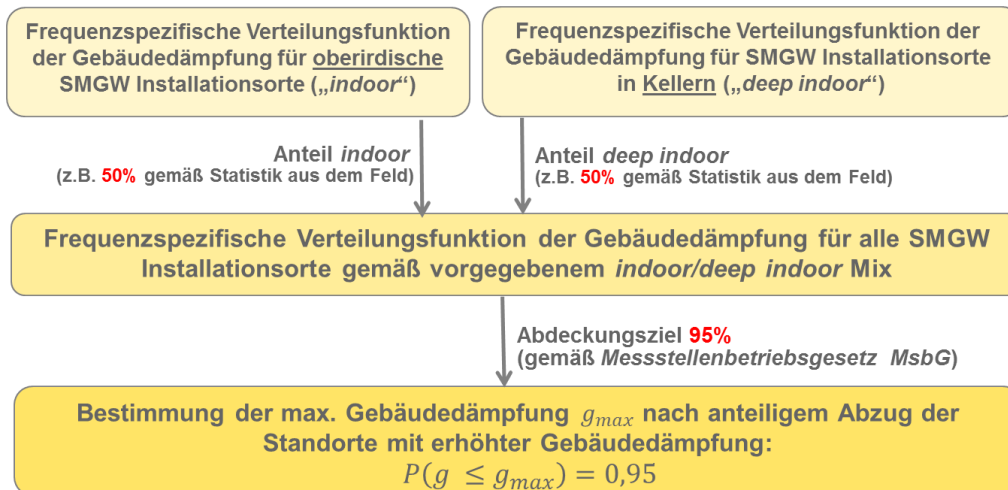 Frequenzspezifische Verteilungsfunktion
der Gebäudedämpfung für oberirdische
SMGW Installationsorte („indoor“)
Frequenzspezifische Verteilungsfunktion der
Gebäudedämpfung für SMGW Installationsorte
in Kellern („deep indoor“)
Anteil indoor
(z.B. 50% gemäß Statistik aus dem Feld)
Anteil deep indoor
(z.B. 50% gemäß Statistik aus dem Feld)
Frequenzspezifische Verteilungsfunktion der Gebäudedämpfung für alle SMGW
Installationsorte gemäß vorgegebenem indoor/deep indoor Mix
Abdeckungsziel 95%
(gemäß Messstellenbetriebsgesetz MsbG)
Bestimmung der max. Gebäudedämpfung g_max nach anteiligem Abzug der
Standorte mit erhöhter Gebäudedämpfung:
P(g ≤ g_max) = 0,95